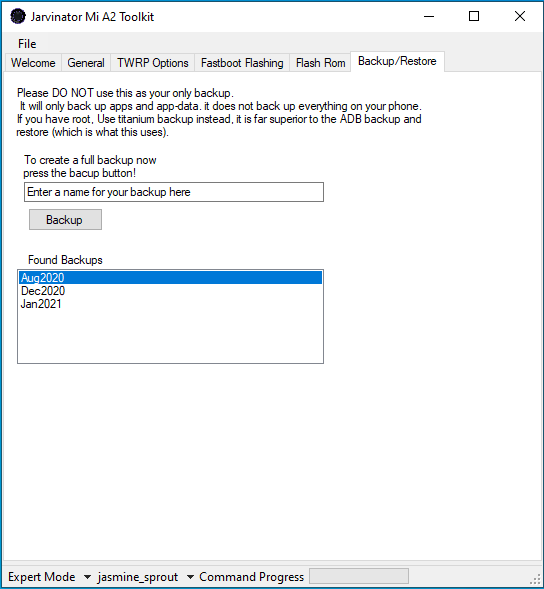 Jarvinator Mi A2 Toolkit
File
Welcome General TWRP Options Fastboot Flashing Flash Rom Backup/Restore
Please DO NOT use this as your only backup.
It will only back up apps and app-data. it does not back up everything on your phone.
If you have root, Use titanium backup instead, it is far superior to the ADB backup and
restore (which is what this uses).
To create a full backup now
press the bacup button!
Enter a name for your backup here
Backup
Found Backups
Aug2020
Dec2020
Jan2021
Expert Mode jasmine_sprout Command Progress